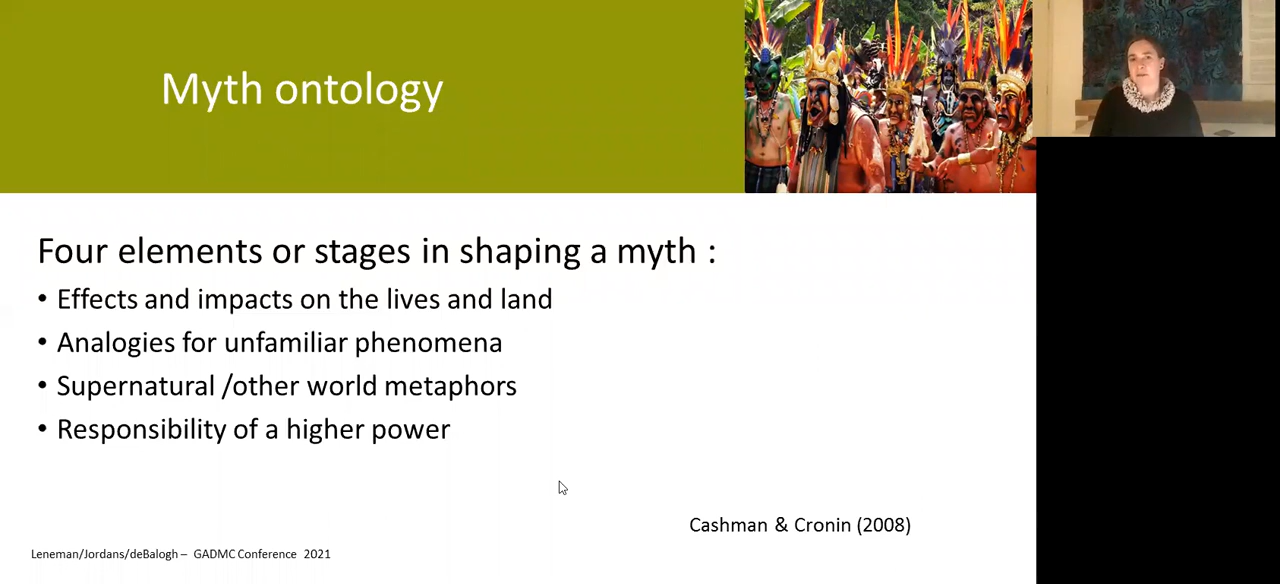 Myth ontology
Four elements or stages in shaping a myth :
• Effects and impacts on the lives and land
• Analogies for unfamiliar phenomena
• Supernatural /other world metaphors
• Responsibility of a higher power
Cashman & Cronin (2008)
Leneman/Jordans/deBalogh – GADMC Conference 2021